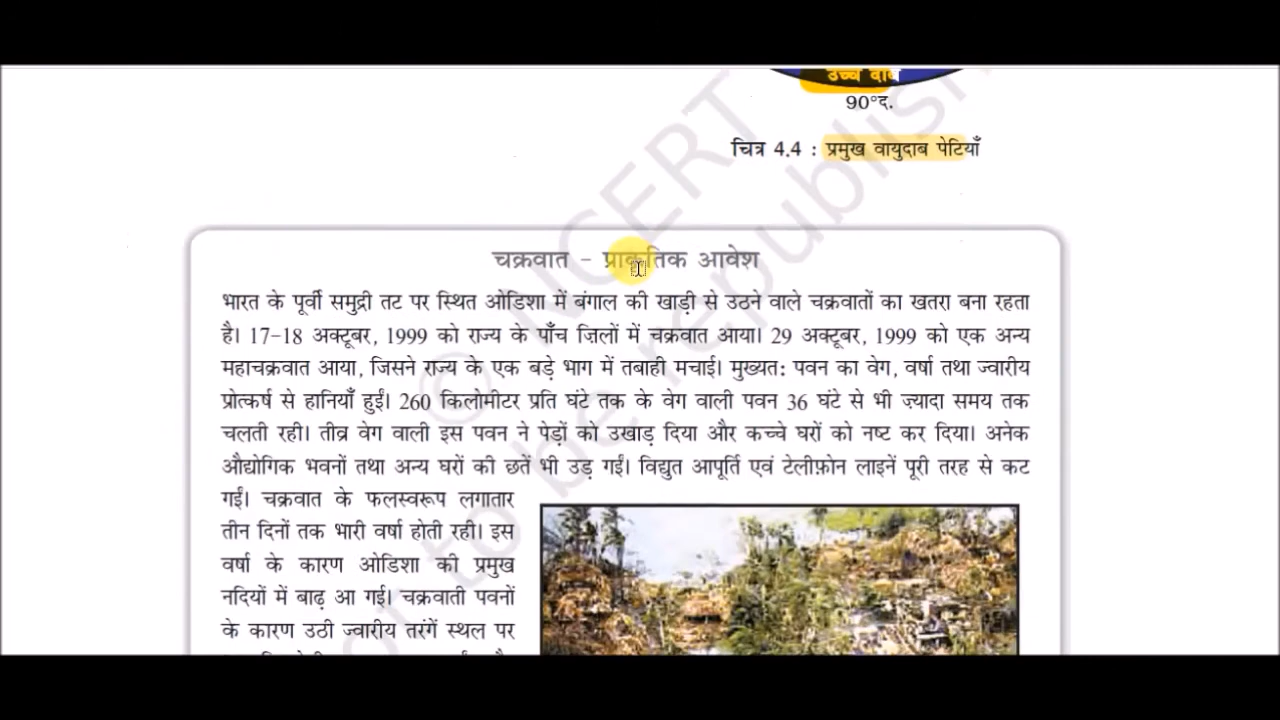 उच्च दाब
90°द.
चित्र 4.4 : प्रमुख वायुदाब पेटियाँ
© NCERT
to be republish
चक्रवात – प्राकृतिक आवेश
भारत के पूर्वी समुद्री तट पर स्थित ओडिशा में बंगाल की खाड़ी से उठने वाले चक्रवातों का खतरा बना रहता
है। 17-18 अक्टूबर, 1999 को राज्य के पाँच ज़िलों में चक्रवात आया। 29 अक्टूबर, 1999 को एक अन्य
महाचक्रवात आया, जिसने राज्य के एक बड़े भाग में तबाही मचाई। मुख्यत: पवन का वेग, वर्षा तथा ज्वारीय
प्रोत्कर्ष से हानियाँ हुईं। 260 किलोमीटर प्रति घंटे तक के वेग वाली पवन 36 घंटे से भी ज़्यादा समय तक
चलती रही। तीव्र वेग वाली इस पवन ने पेड़ों को उखाड़ दिया और कच्चे घरों को नष्ट कर दिया। अनेक
औद्योगिक भवनों तथा अन्य घरों की छतें भी उड़ गईं। विद्युत आपूर्ति एवं टेलीफ़ोन लाइनें पूरी तरह से कट
गईं। चक्रवात के फलस्वरूप लगातार
तीन दिनों तक भारी वर्षा होती रही। इस
वर्षा के कारण ओडिशा की प्रमुख
नदियों में बाढ़ आ गई। चक्रवाती पवनों
के कारण उठी ज्वारीय तरंगें स्थल पर